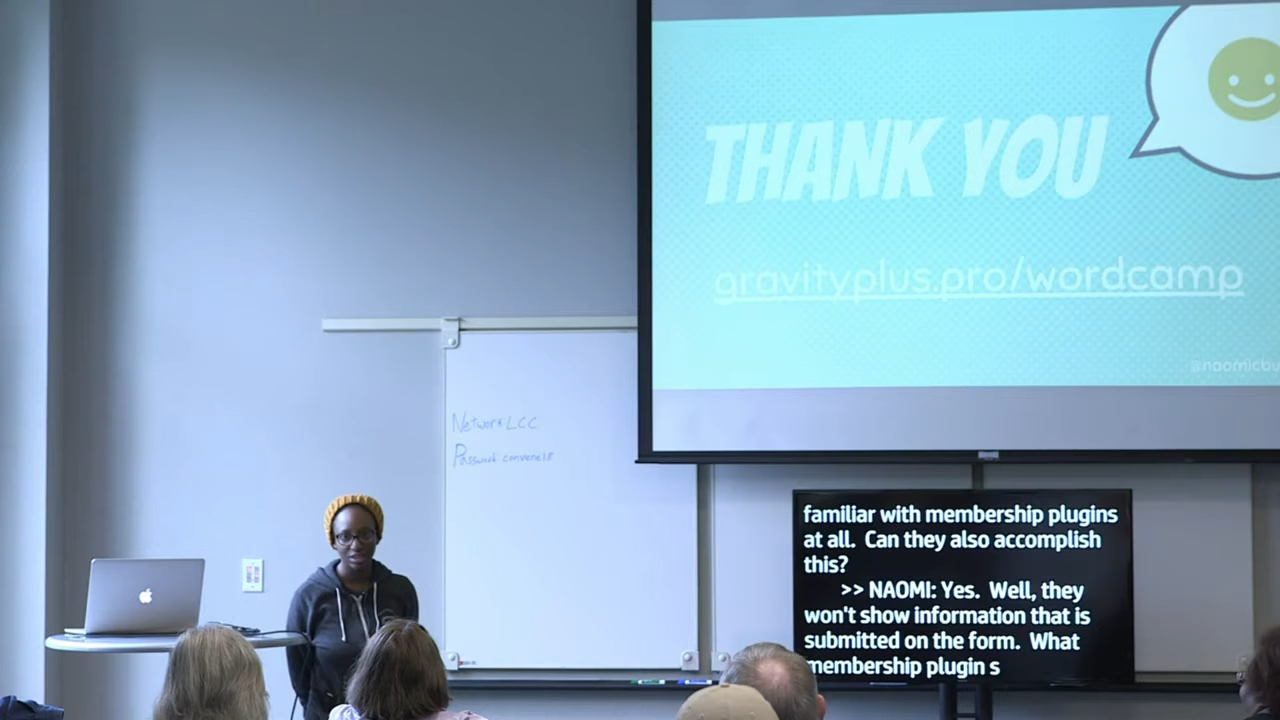 THANK YOU
gravityplus.pro/wordcamp
@naomicbu
Network: LCC
familiar with membership plugins
at all. Can they also accomplish
this?
>> NAOMI: Yes. Well, they
won't show information that is
submitted on the form. What
membership plugin s